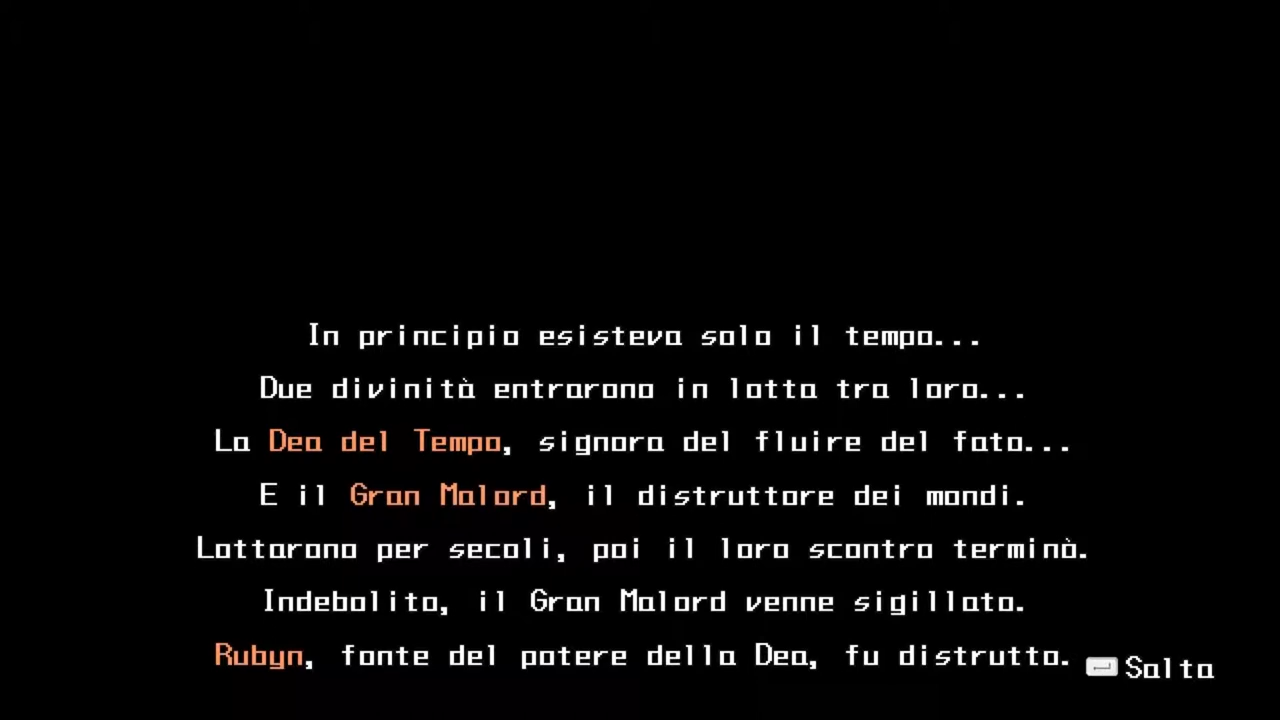 In principio esisteva solo il tempo...
Due divinità entrarono in lotta tra loro...
La Dea del Tempo, signora del fluire del fato...
E il Gran Malord, il distruttore dei mondi.
Lottarono per secoli, poi il loro scontro terminò.
Indebolito, il Gran Malord venne sigillato.
Rubyn, fonte del potere della Dea, fu distrutto.
Salta